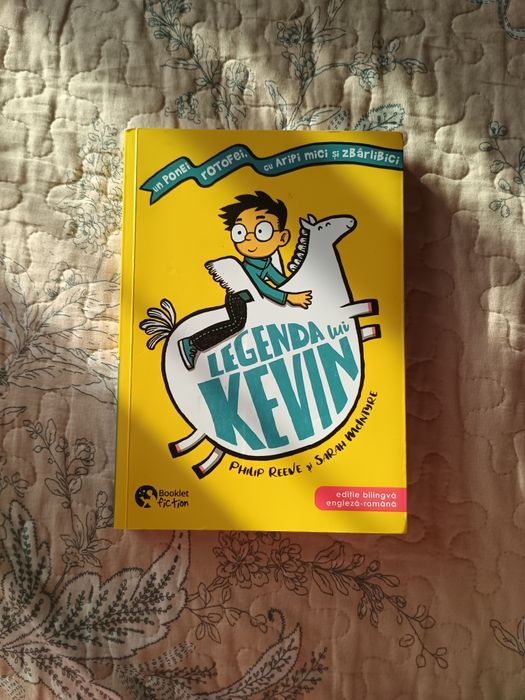 un ponei rotofei, cu aripi mici și zbârlibici
LEGENDA lui
KEVIN
PHILIP REEVE și SARAH McINTYRE
Booklet
fiction
ediție bilingvă
engleză-română